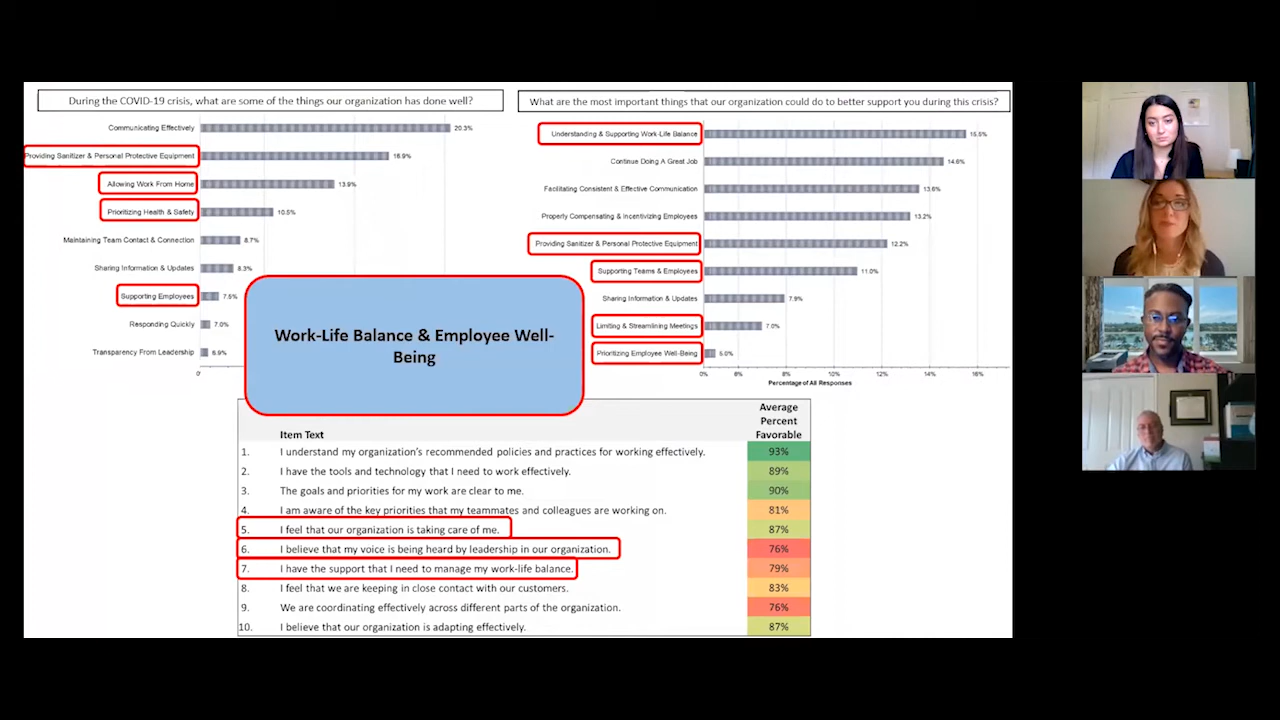 During the COVID-19 crisis, what are some of the things our organization has done well?
Communicating Effectively 20.3%
Providing Sanitizer & Personal Protective Equipment 16.9%
Allowing Work From Home 13.9%
Prioritizing Health & Safety 10.5%
Maintaining Team Contact & Connection 8.7%
Sharing Information & Updates 8.3%
Supporting Employees 7.5%
Responding Quickly 7.0%
Transparency From Leadership 6.9%
What are the most important things that our organization could do to better support you during this crisis?
Understanding & Supporting Work-Life Balance 15.5%
Continue Doing A Great Job 14.6%
Facilitating Consistent & Effective Communication 13.6%
Properly Compensating & Incentivizing Employees 13.2%
Providing Sanitizer & Personal Protective Equipment 12.2%
Supporting Teams & Employees 11.0%
Sharing Information & Updates 7.9%
Limiting & Streamlining Meetings 7.0%
Prioritizing Employee Well-Being 5.0%
0% 8% 8% 12% 14% 16%
Percentage of All Responses
Work-Life Balance & Employee Well-
Being
Average
Percent
Item Text Favorable
1. I understand my organization's recommended policies and practices for working effectively. 93%
2. I have the tools and technology that I need to work effectively. 89%
3. The goals and priorities for my work are clear to me. 90%
4. I am aware of the key priorities that my teammates and colleagues are working on. 81%
5. I feel that our organization is taking care of me. 87%
6. I believe that my voice is being heard by leadership in our organization. 76%
7. I have the support that I need to manage my work-life balance. 79%
8. I feel that we are keeping in close contact with our customers. 83%
9. We are coordinating effectively across different parts of the organization. 76%
10. I believe that our organization is adapting effectively. 87%